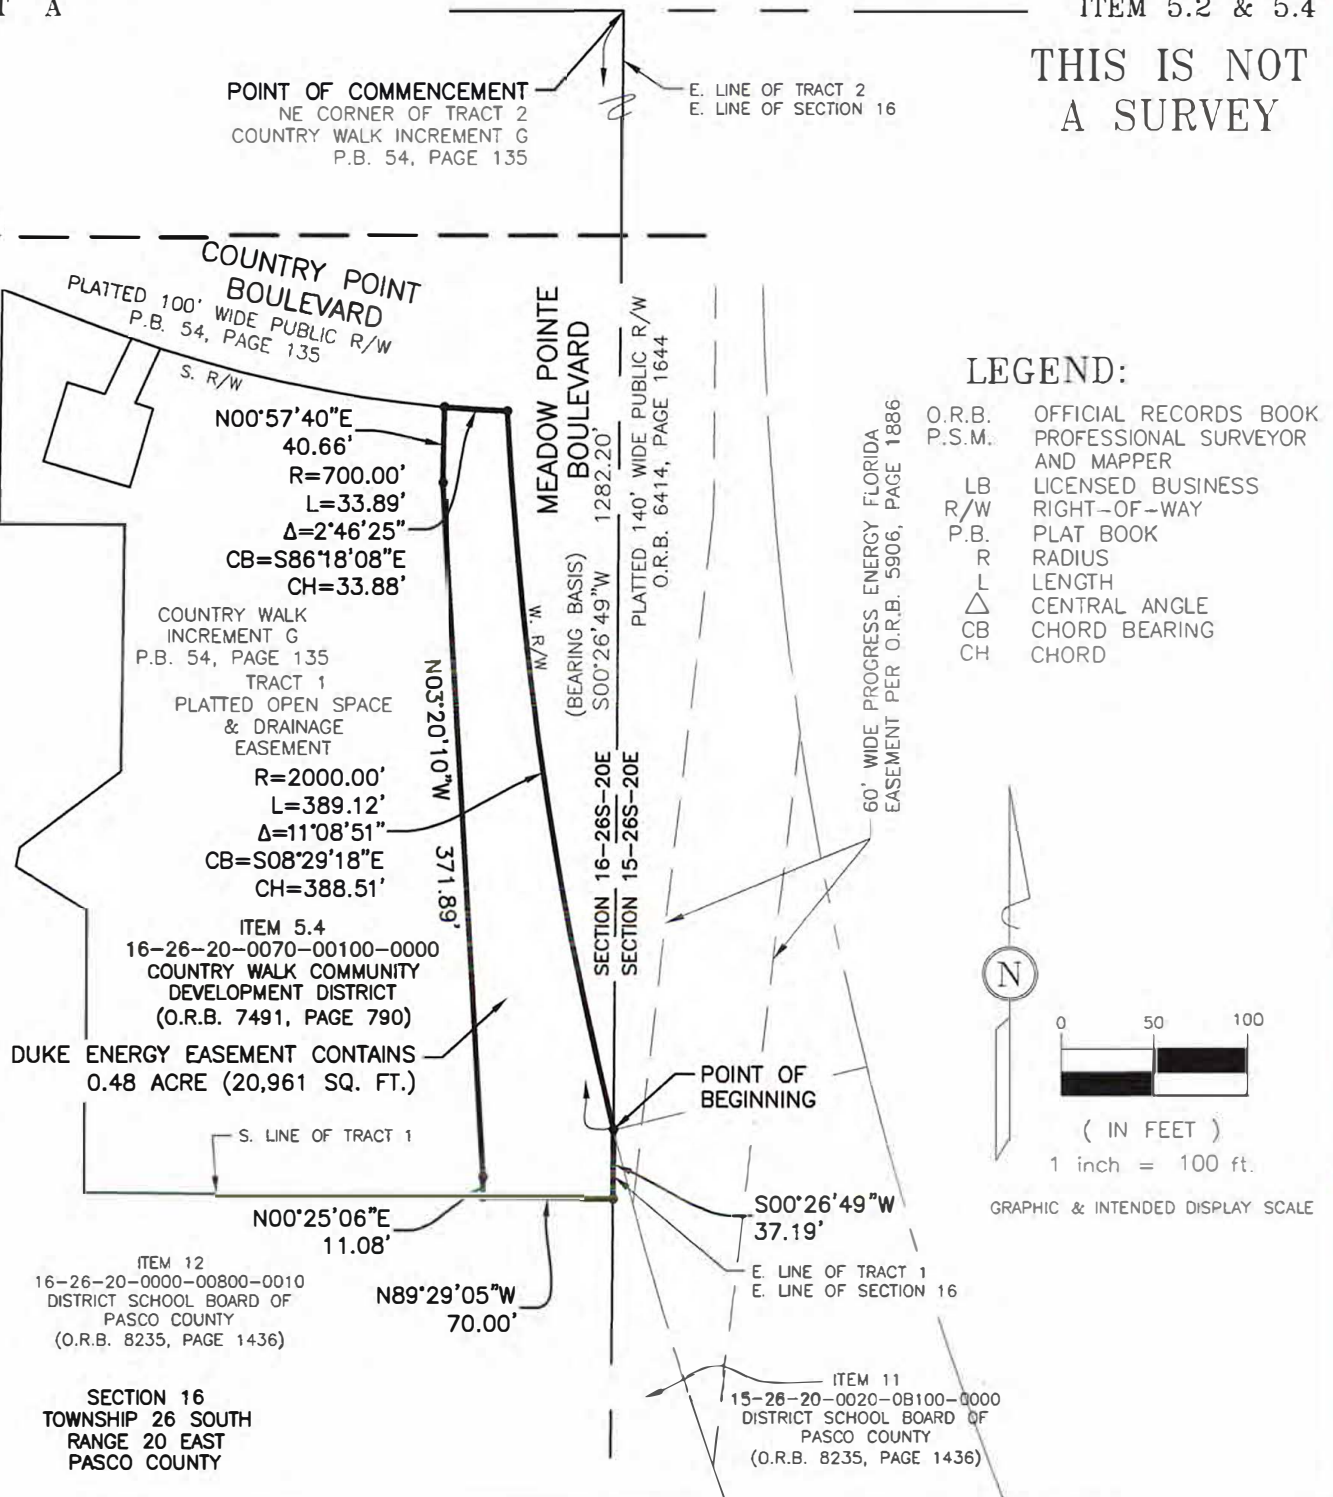 T A
ITEM 5.2 & 5.4
THIS IS NOT
A SURVEY
POINT OF COMMENCEMENT
NE CORNER OF TRACT 2
COUNTRY WALK INCREMENT G
P.B. 54, PAGE 135
E. LINE OF TRACT 2
E. LINE OF SECTION 16
COUNTRY POINT
BOULEVARD
PLATTED 100' WIDE PUBLIC R/W
P.B. 54, PAGE 135
S. R/W
MEADOW POINTE
BOULEVARD
(BEARING BASIS)
S00°26'49"W 1282.20'
PLATTED 140' WIDE PUBLIC R/W
O.R.B. 6414, PAGE 1644
W. R/W
N00°57'40"E
40.66'
R=700.00'
L=33.89'
Δ=2°46'25"
CB=S86°18'08"E
CH=33.88'
COUNTRY WALK
INCREMENT G
P.B. 54, PAGE 135
TRACT 1
PLATTED OPEN SPACE
& DRAINAGE
EASEMENT
R=2000.00'
L=389.12'
Δ=11°08'51"
CB=S08°29'18"E
CH=388.51'
N03°20'10"W 371.89'
SECTION 16-26S-20E
SECTION 15-26S-20E
60' WIDE PROGRESS ENERGY FLORIDA
EASEMENT PER O.R.B. 5906, PAGE 1886
LEGEND:
O.R.B. OFFICIAL RECORDS BOOK
P.S.M. PROFESSIONAL SURVEYOR
AND MAPPER
LB LICENSED BUSINESS
R/W RIGHT-OF-WAY
P.B. PLAT BOOK
R RADIUS
L LENGTH
△ CENTRAL ANGLE
CB CHORD BEARING
CH CHORD
ITEM 5.4
16-26-20-0070-00100-0000
COUNTRY WALK COMMUNITY
DEVELOPMENT DISTRICT
(O.R.B. 7491, PAGE 790)
DUKE ENERGY EASEMENT CONTAINS
0.48 ACRE (20,961 SQ. FT.)
POINT OF
BEGINNING
N
0 50 100
( IN FEET )
1 inch = 100 ft.
GRAPHIC & INTENDED DISPLAY SCALE
S. LINE OF TRACT 1
N00°25'06"E
11.08'
S00°26'49"W
37.19'
E. LINE OF TRACT 1
E. LINE OF SECTION 16
N89°29'05"W
70.00'
ITEM 12
16-26-20-0000-00800-0010
DISTRICT SCHOOL BOARD OF
PASCO COUNTY
(O.R.B. 8235, PAGE 1436)
SECTION 16
TOWNSHIP 26 SOUTH
RANGE 20 EAST
PASCO COUNTY
ITEM 11
15-26-20-0020-0B100-0000
DISTRICT SCHOOL BOARD OF
PASCO COUNTY
(O.R.B. 8235, PAGE 1436)